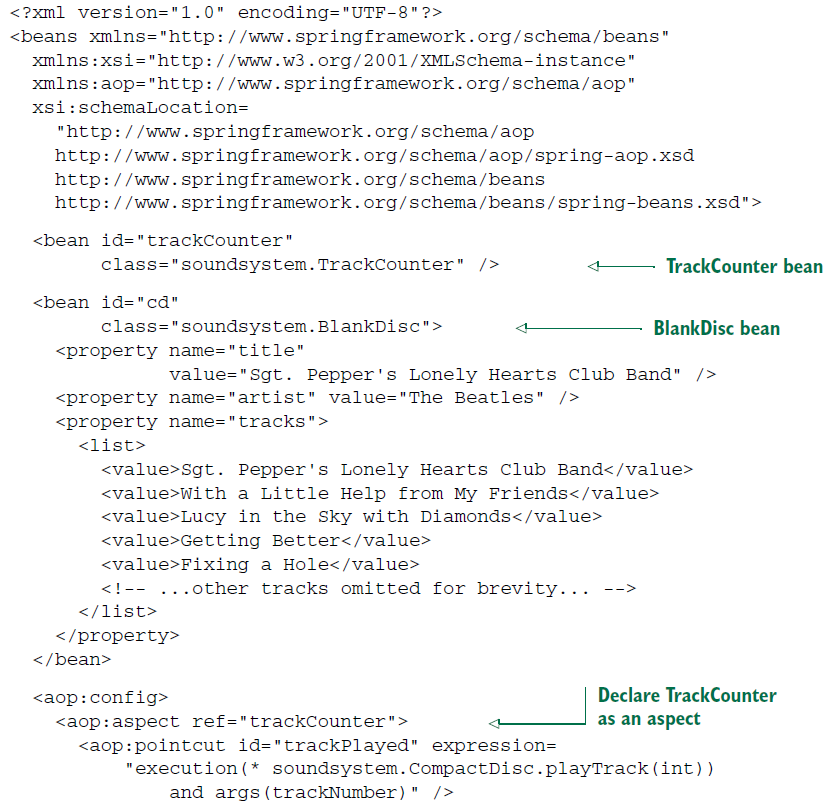 <?xml version="1.0" encoding="UTF-8"?>
<beans xmlns="http://www.springframework.org/schema/beans"
  xmlns:xsi="http://www.w3.org/2001/XMLSchema-instance"
  xmlns:aop="http://www.springframework.org/schema/aop"
  xsi:schemaLocation=
    "http://www.springframework.org/schema/aop
    http://www.springframework.org/schema/aop/spring-aop.xsd
    http://www.springframework.org/schema/beans
    http://www.springframework.org/schema/beans/spring-beans.xsd">
  <bean id="trackCounter"
        class="soundsystem.TrackCounter" />
TrackCounter bean
  <bean id="cd"
        class="soundsystem.BlankDisc">
BlankDisc bean
    <property name="title"
              value="Sgt. Pepper's Lonely Hearts Club Band" />
    <property name="artist" value="The Beatles" />
    <property name="tracks">
      <list>
        <value>Sgt. Pepper's Lonely Hearts Club Band</value>
        <value>With a Little Help from My Friends</value>
        <value>Lucy in the Sky with Diamonds</value>
        <value>Getting Better</value>
        <value>Fixing a Hole</value>
        <!-- ...other tracks omitted for brevity... -->
      </list>
    </property>
  </bean>
  <aop:config>
    <aop:aspect ref="trackCounter">
Declare TrackCounter
as an aspect
      <aop:pointcut id="trackPlayed" expression=
          "execution(* soundsystem.CompactDisc.playTrack(int))
              and args(trackNumber)" />